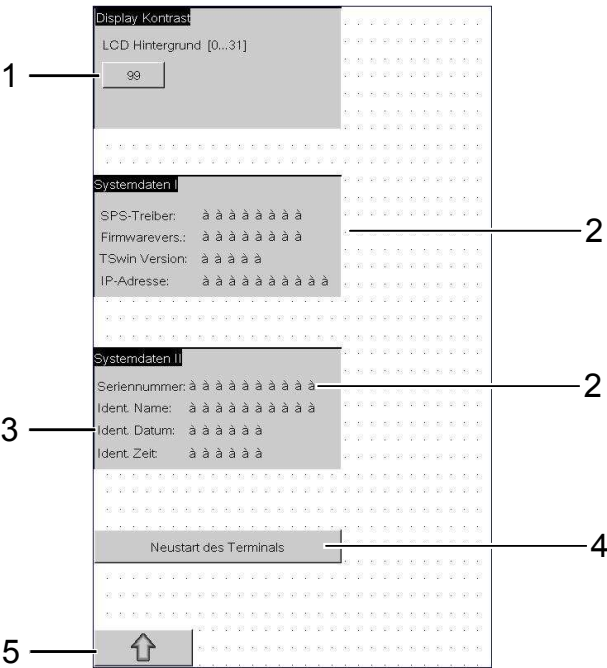 Display Kontrast
LCD Hintergrund [0...31]
1
99
Systemdaten I
SPS-Treiber: à à à à à à à à
Firmwarevers.: à à à à à à à à
2
TSwin Version: à à à à à
IP-Adresse: à à à à à à à à à à
Systemdaten II
Seriennummer: à à à à à à à à à à
2
Ident. Name: à à à à à à à à à à
3
Ident. Datum: à à à à à à
Ident. Zeit: à à à à à à
Neustart des Terminals
4
5